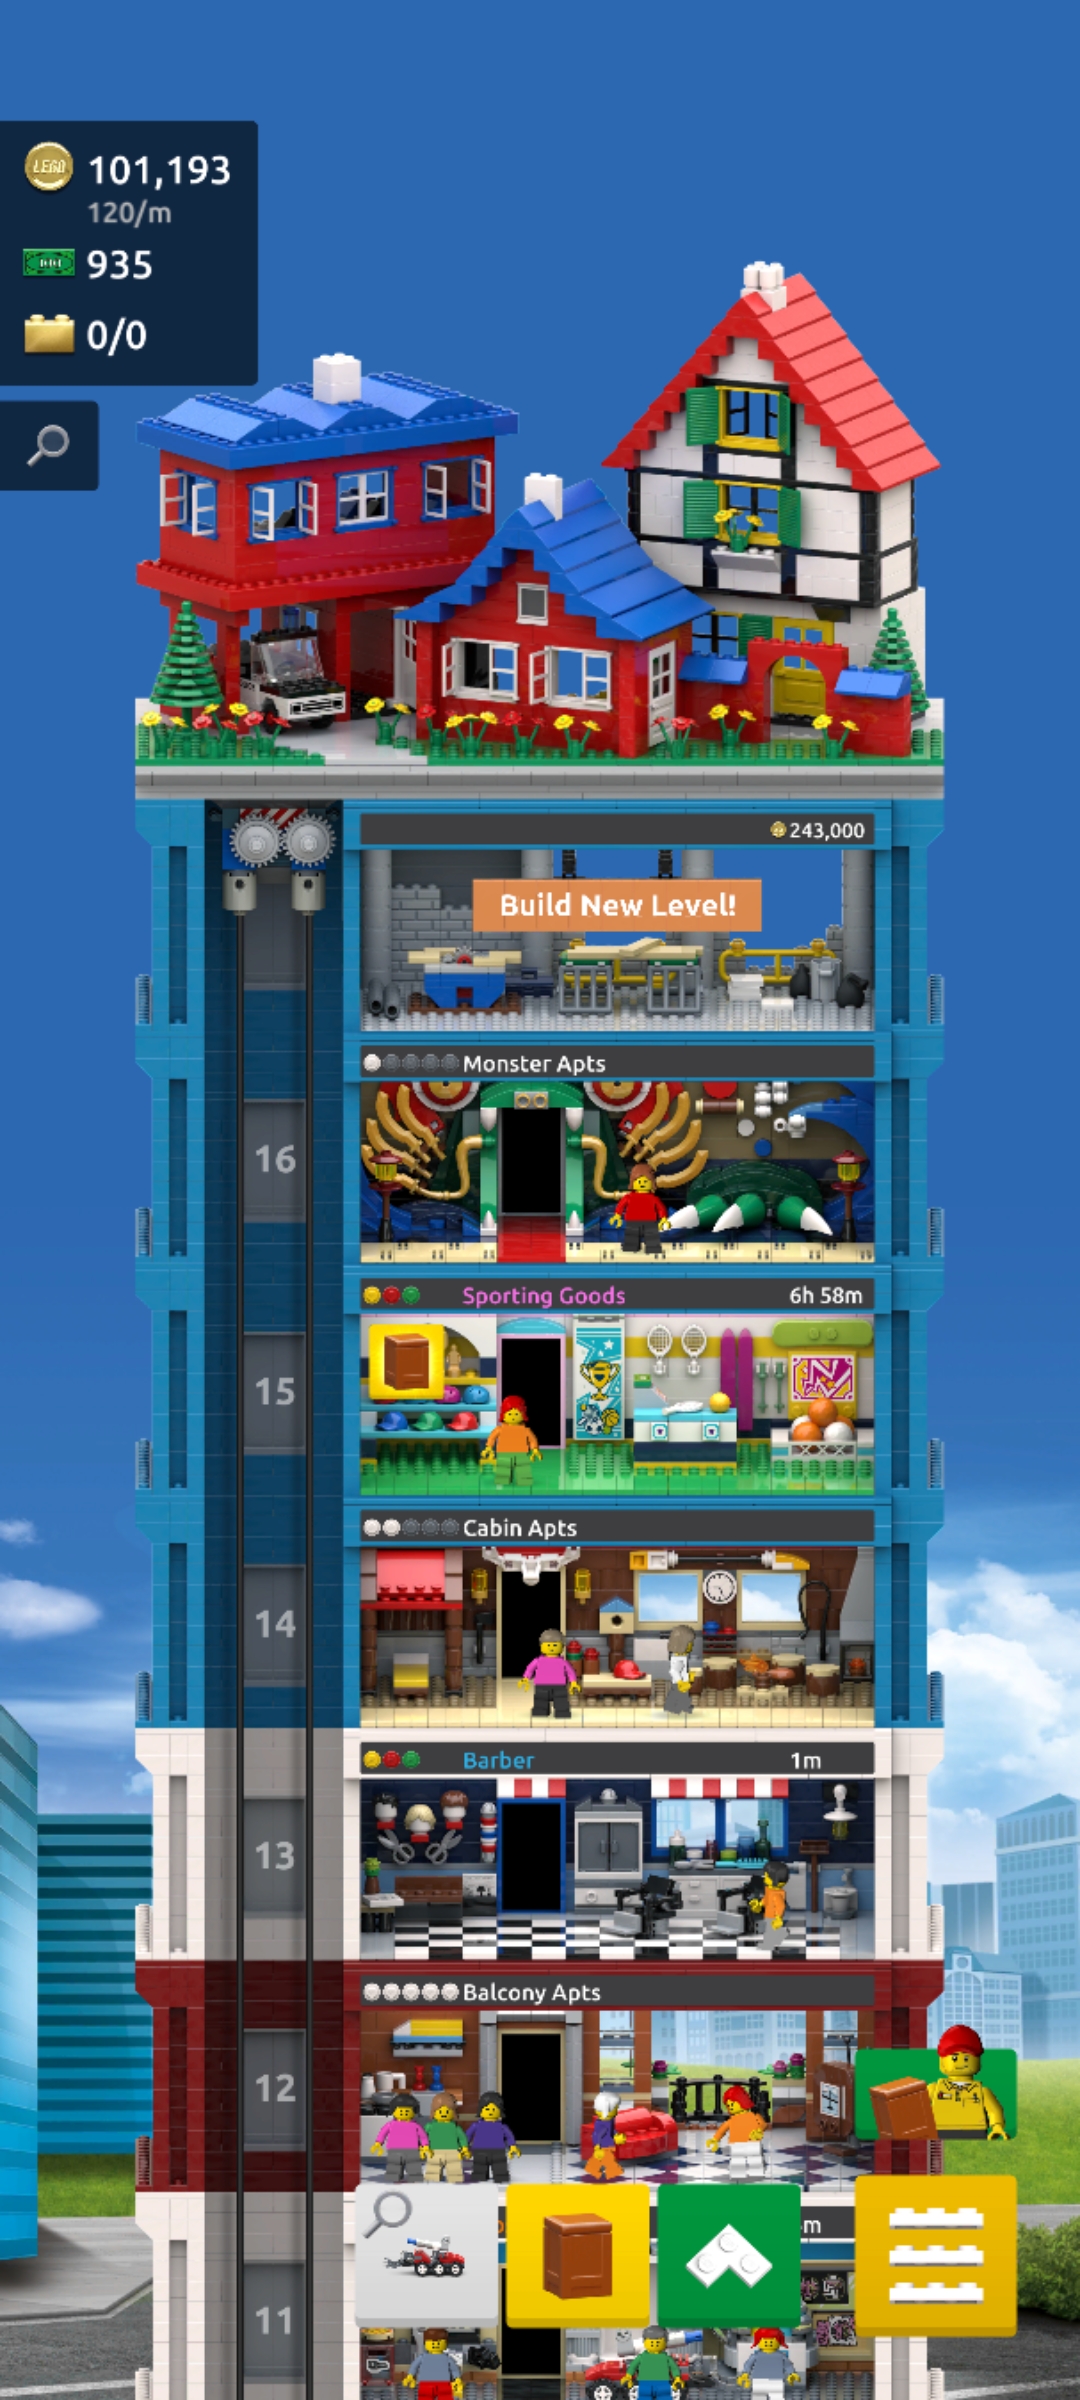 LEGO
101,193
120/m
935
0/0
243,000
Build New Level!
Monster Apts
16
Sporting Goods
6h 58m
15
Cabin Apts
14
Barber
1m
13
Balcony Apts
12
m
11